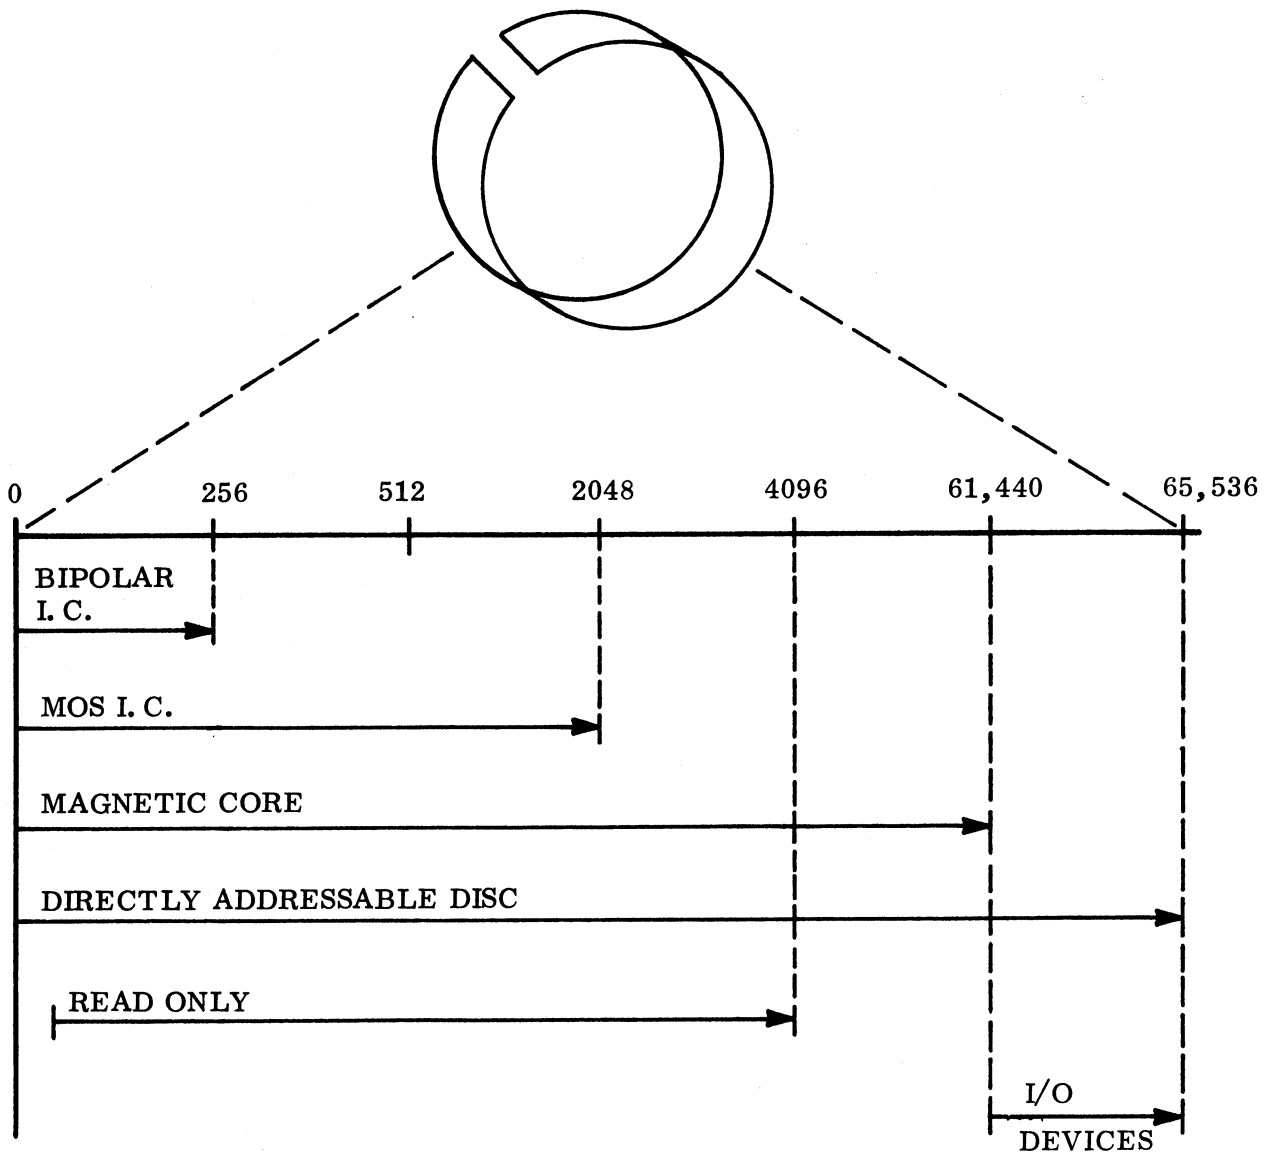 0 256 512 2048 4096 61,440 65,536
BIPOLAR
I. C.
MOS I. C.
MAGNETIC CORE
DIRECTLY ADDRESSABLE DISC
READ ONLY
I/O
DEVICES